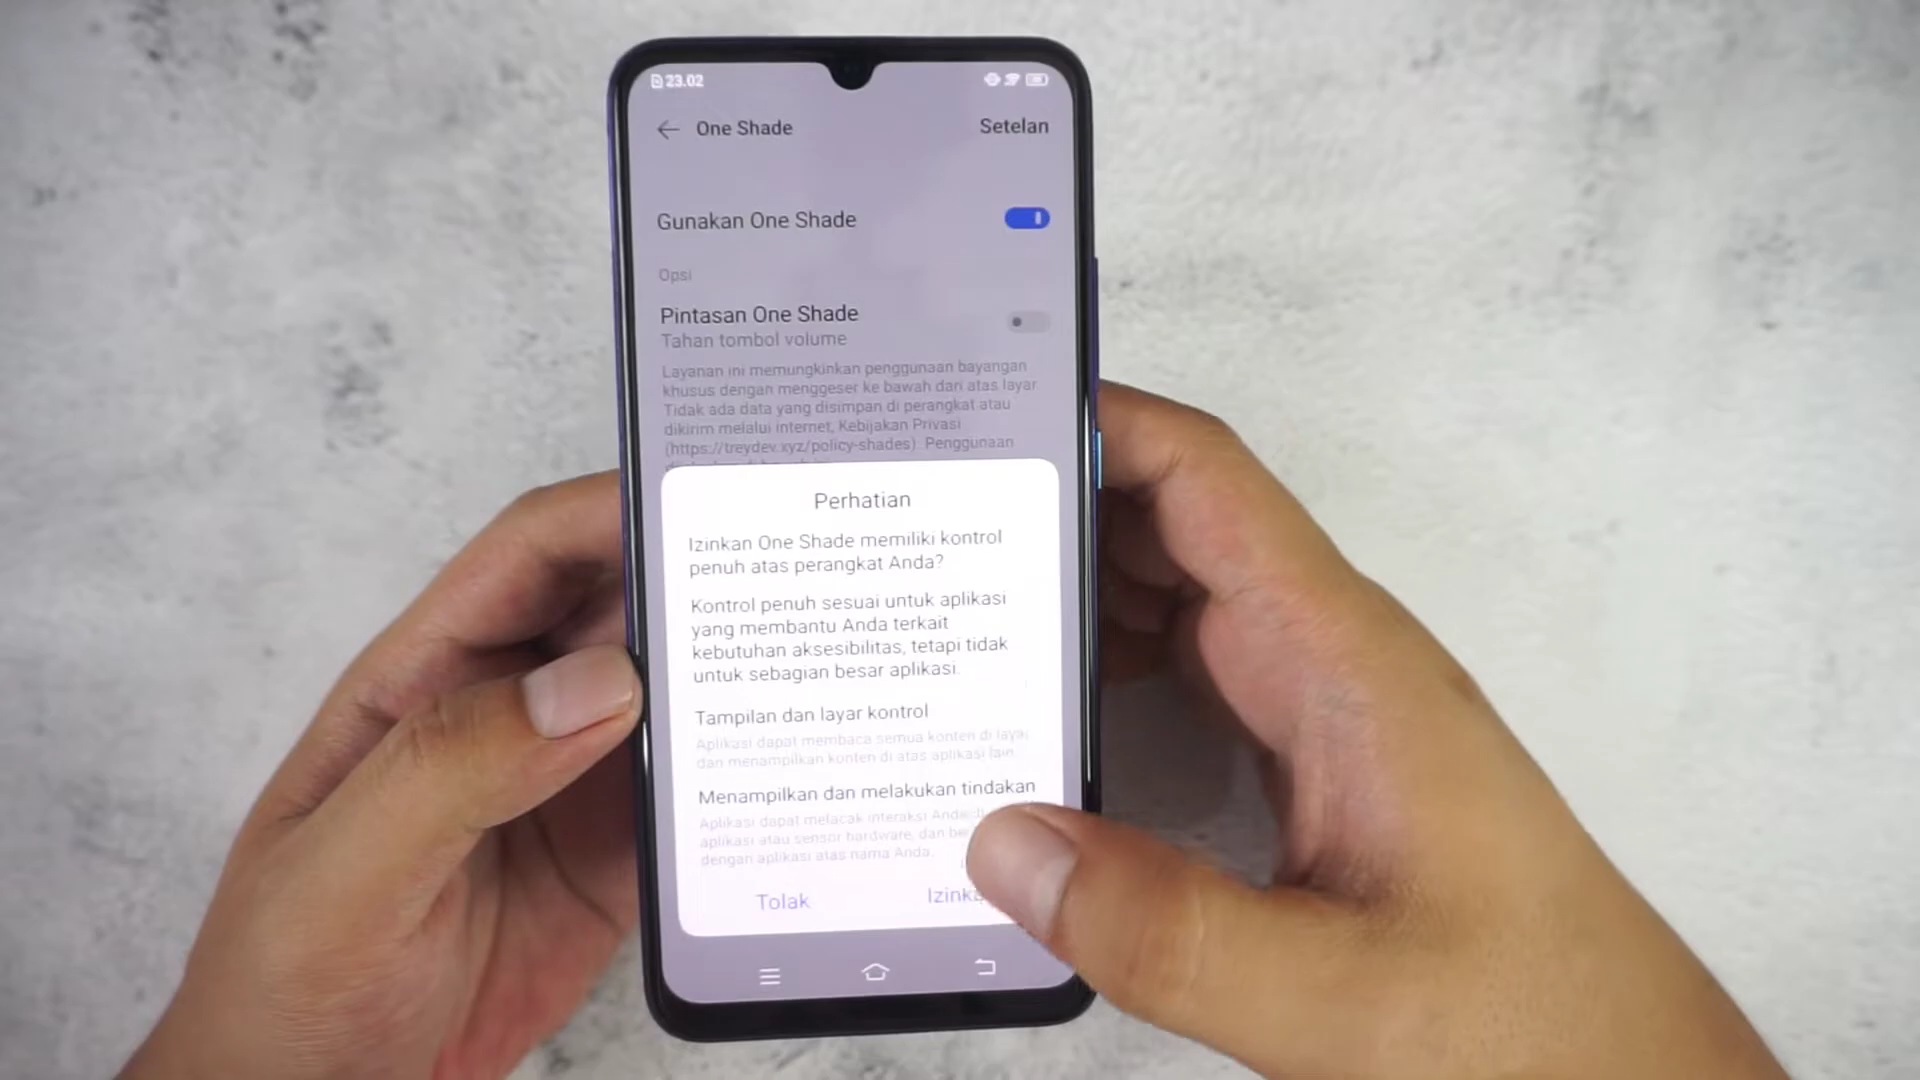 23.02
One Shade
Setelan
Gunakan One Shade
Opsi
Pintasan One Shade
Tahan tombol volume
Layanan ini memungkinkan penggunaan bayangan
khusus dengan menggeser ke bawah dari atas layar
Tidak ada data yang disimpan di perangkat atau
dikirim melalui internet, Kebijakan Privasi
(https://treydev.xyz/policy-shades). Penggunaan
Perhatian
Izinkan One Shade memiliki kontrol
penuh atas perangkat Anda?
Kontrol penuh sesuai untuk aplikasi
yang membantu Anda terkait
kebutuhan aksesibilitas, tetapi tidak
untuk sebagian besar aplikasi.
Tampilan dan layar kontrol
Aplikasi dapat membaca semua konten di layar
dan menampilkan konten di atas aplikasi lain.
Menampilkan dan melakukan tindakan
Aplikasi dapat melacak interaksi Anda
aplikasi atau sensor hardware, dan
dengan aplikasi atas nama Anda.
Tolak